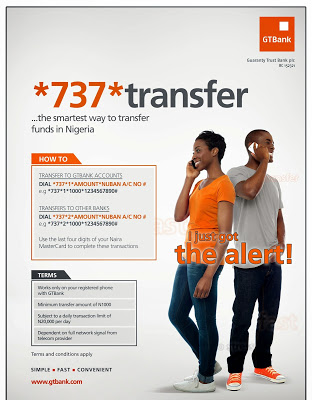 GTBank
Guaranty Trust Bank plc
RC 152321
*737*transfer
...the smartest way to transfer
funds in Nigeria
HOW TO
TRANSFER TO GTBANK ACCOUNTS
DIAL *737*1*AMOUNT*NUBAN A/C NO #
e.g *737*1*1000*1234567890#
TRANSFERS TO OTHER BANKS
DIAL *737*2*AMOUNT*NUBAN A/C NO #
e.g *737*2*1000*1234567890#
Use the last four digits of your Naira
MasterCard to complete these transactions
I just got
the alert!
TERMS
Works only on your registered phone
with GTBank
Minimum transfer amount of N1000
Subject to a daily transaction limit of
N20,000 per day
Dependent on full network signal from
telecom provider
Terms and conditions apply
SIMPLE • FAST • CONVENIENT
www.gtbank.com